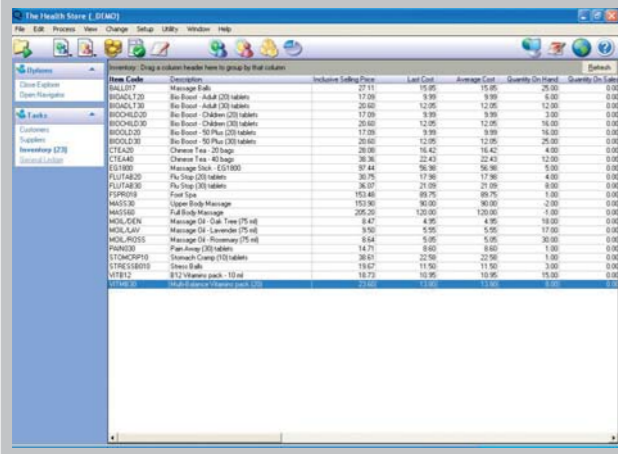 The Health Store (_DEMO)
File Edit Process View Change Setup Utility Window Help
Options
Close Explorer
Open Navigator
Tasks
Customers
Suppliers
Inventory (23)
General Ledger
Inventory: Drag a column header here to group by that column Refresh
Item Code Description Inclusive Selling Price Last Cost Average Cost Quantity On Hand Quantity On Sales
BALL017 Massage Balls 27.11 15.85 15.85 25.00 0.00
BIOADLT20 Bio Boost - Adult (20) tablets 17.09 9.99 9.99 6.00 0.00
BIOADLT30 Bio Boost - Adult (30) tablets 20.60 12.05 12.05 12.00 0.00
BIOCHILD20 Bio Boost - Children (20) tablets 17.09 9.99 9.99 3.00 0.00
BIOCHILD30 Bio Boost - Children (30) tablets 20.60 12.05 12.05 16.00 0.00
BIOOLD20 Bio Boost - 50 Plus (20) tablets 17.09 9.99 9.99 16.00 0.00
BIOOLD30 Bio Boost - 50 Plus (30) tablets 20.60 12.05 12.05 25.00 0.00
CTEA20 Chinese Tea - 20 bags 28.08 16.42 16.42 4.00 0.00
CTEA40 Chinese Tea - 40 bags 38.36 22.43 22.43 12.00 0.00
EG1800 Massage Stick - EG1800 97.44 56.98 56.98 5.00 0.00
FLUTAB20 Flu Stop (20) tablets 30.75 17.98 17.98 4.00 0.00
FLUTAB30 Flu Stop (30) tablets 36.07 21.09 21.09 8.00 0.00
FSPR018 Foot Spa 153.48 89.75 89.75 1.00 0.00
MASS30 Upper Body Massage 153.90 90.00 90.00 -2.00 0.00
MASS60 Full Body Massage 205.20 120.00 120.00 -1.00 0.00
MOIL/DEN Massage Oil - Oak Tree (75 ml) 8.47 4.95 4.95 18.00 0.00
MOIL/LAV Massage Oil - Lavender (75 ml) 9.50 5.55 5.55 17.00 0.00
MOIL/ROSS Massage Oil - Rosemary (75 ml) 8.64 5.05 5.05 30.00 0.00
PAIN030 Pain Away (30) tablets 14.71 8.60 8.60 1.00 0.00
STOMCRP10 Stomach Cramp (10) tablets 38.61 22.58 22.58 1.00 0.00
STRESSB010 Stress Balls 19.67 11.50 11.50 3.00 0.00
VITB12 B12 Vitamins pack - 10 ml 18.73 10.95 10.95 15.00 0.00
VITMB30 Multi-Balance Vitamins pack (20) 23.60 13.80 13.80 0.00